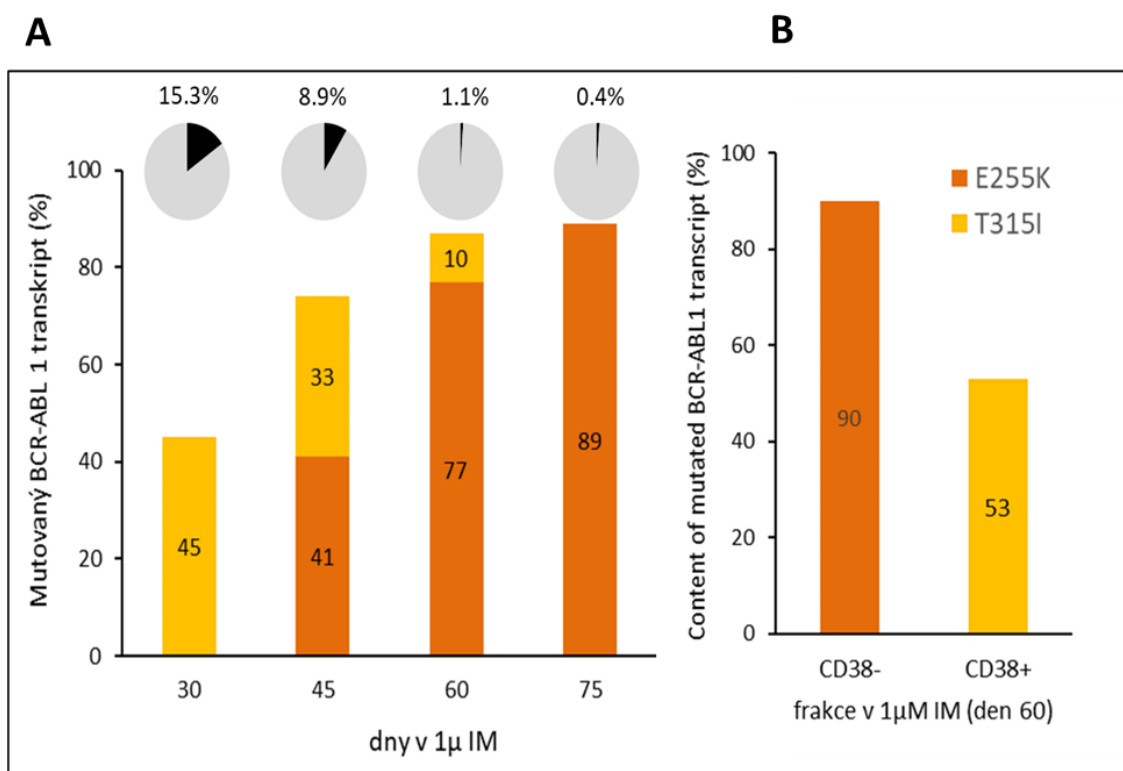 A
B
15.3%
8.9%
1.1%
0.4%
Mutovaný BCR-ABL 1 transkript (%)
100
80
60
40
20
0
45
33
41
10
77
89
30
45
60
75
dny v 1µ IM
Content of mutated BCR-ABL1 transcript (%)
100
80
60
40
20
0
E255K
T315I
90
53
CD38-
CD38+
frakce v 1µM IM (den 60)